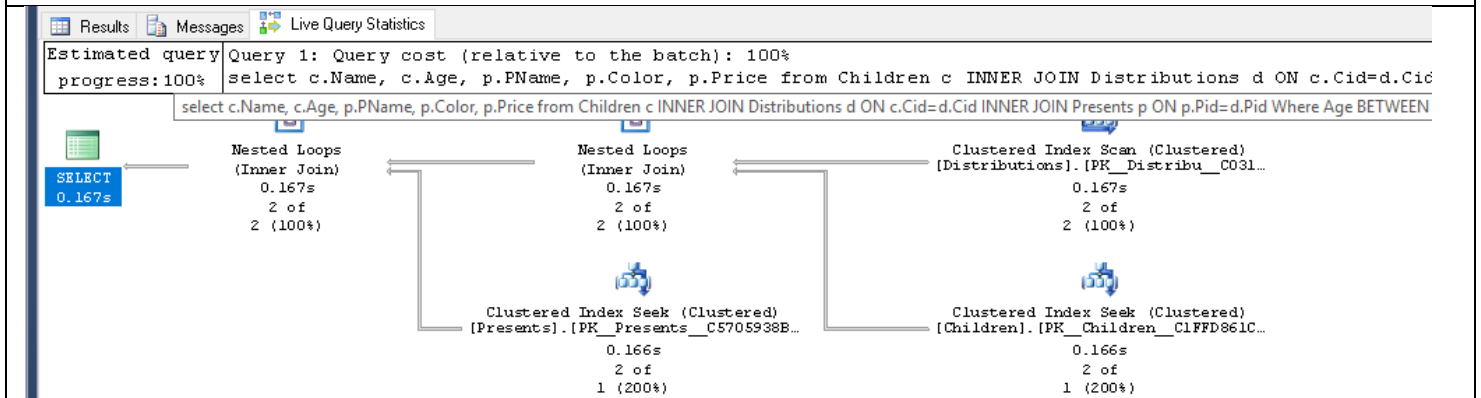 Results Messages Live Query Statistics
Estimated query progress:100%
Query 1: Query cost (relative to the batch): 100%
select c.Name, c.Age, p.PName, p.Color, p.Price from Children c INNER JOIN Distributions d ON c.Cid=d.Cid
select c.Name, c.Age, p.PName, p.Color, p.Price from Children c INNER JOIN Distributions d ON c.Cid=d.Cid INNER JOIN Presents p ON p.Pid=d.Pid Where Age BETWEEN
SELECT
0.167s
Nested Loops
(Inner Join)
0.167s
2 of
2 (100%)
Nested Loops
(Inner Join)
0.167s
2 of
2 (100%)
Clustered Index Scan (Clustered)
[Distributions].[PK__Distribu__C031…
0.167s
2 of
2 (100%)
Clustered Index Seek (Clustered)
[Presents].[PK__Presents__C5705938B…
0.166s
2 of
1 (200%)
Clustered Index Seek (Clustered)
[Children].[PK__Children__C1FFD861C…
0.166s
2 of
1 (200%)